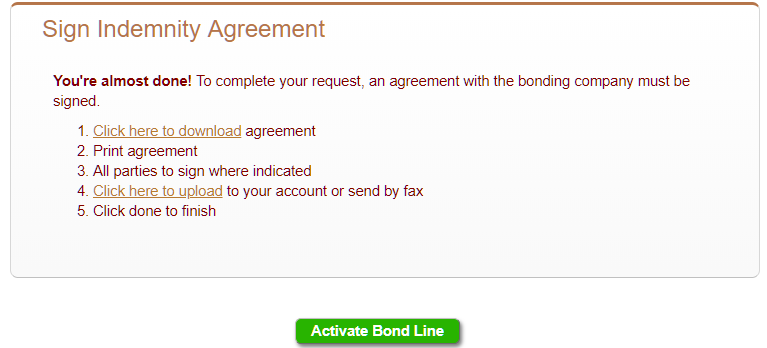 Sign Indemnity Agreement
You're almost done! To complete your request, an agreement with the bonding company must be
signed.
1. Click here to download agreement
2. Print agreement
3. All parties to sign where indicated
4. Click here to upload to your account or send by fax
5. Click done to finish
Activate Bond Line